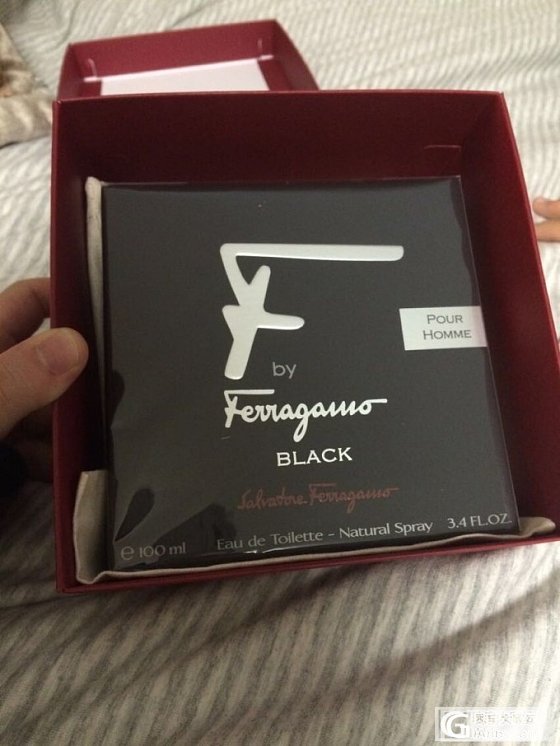 F
by
Ferragamo
BLACK
POUR
HOMME
Salvatore Ferragamo
℮ 100 ml Eau de Toilette - Natural Spray 3.4 FL.OZ.